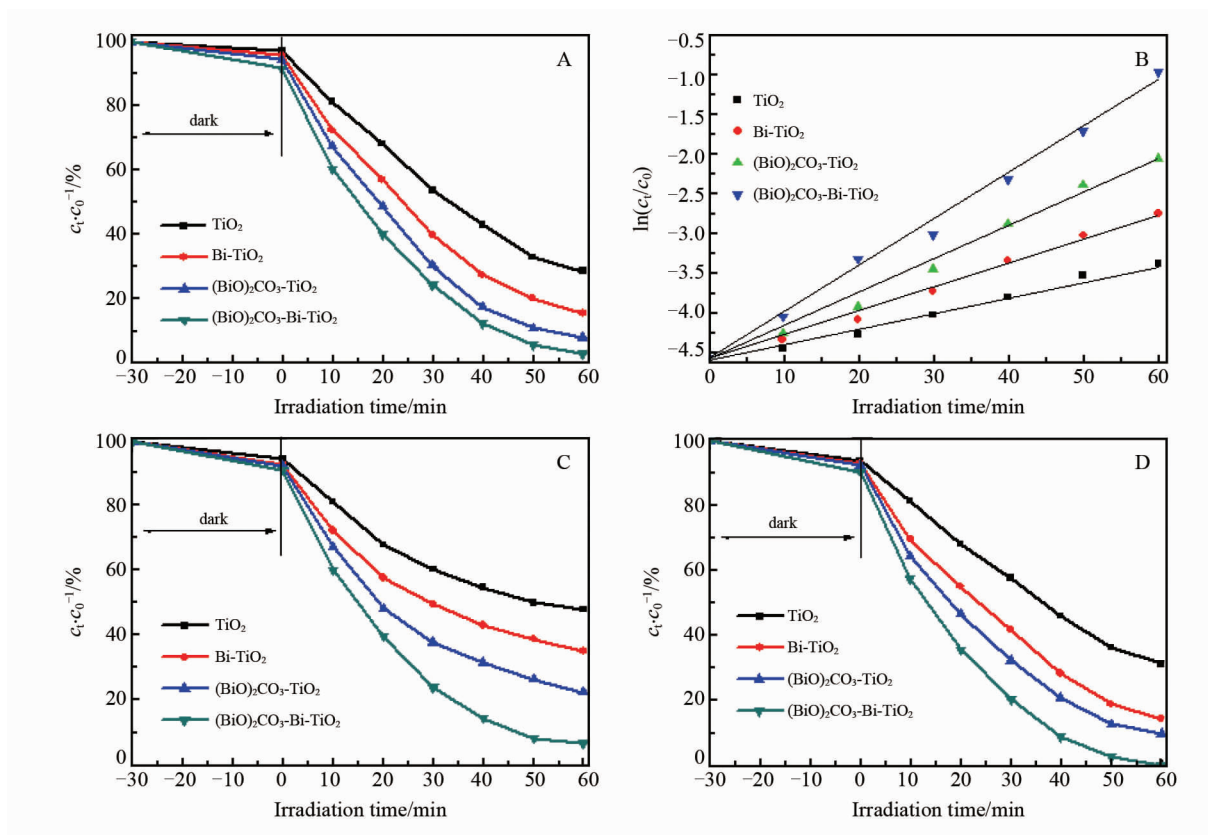 A
100
80
60
40
20
0
c_t·c_0^{-1}/%
dark
TiO₂
Bi-TiO₂
(BiO)₂CO₃-TiO₂
(BiO)₂CO₃-Bi-TiO₂
−30 −20 −10 0 10 20 30 40 50 60
Irradiation time/min
B
−0.5
−1.0
−1.5
−2.0
−2.5
−3.0
−3.5
−4.0
−4.5
ln(c_t/c_0)
TiO₂
Bi-TiO₂
(BiO)₂CO₃-TiO₂
(BiO)₂CO₃-Bi-TiO₂
0 10 20 30 40 50 60
Irradiation time/min
C
100
80
60
40
20
0
c_t·c_0^{-1}/%
dark
TiO₂
Bi-TiO₂
(BiO)₂CO₃-TiO₂
(BiO)₂CO₃-Bi-TiO₂
−30 −20 −10 0 10 20 30 40 50 60
Irradiation time/min
D
100
80
60
40
20
0
c_t·c_0^{-1}/%
dark
TiO₂
Bi-TiO₂
(BiO)₂CO₃-TiO₂
(BiO)₂CO₃-Bi-TiO₂
−30 −20 −10 0 10 20 30 40 50 60
Irradiation time/min